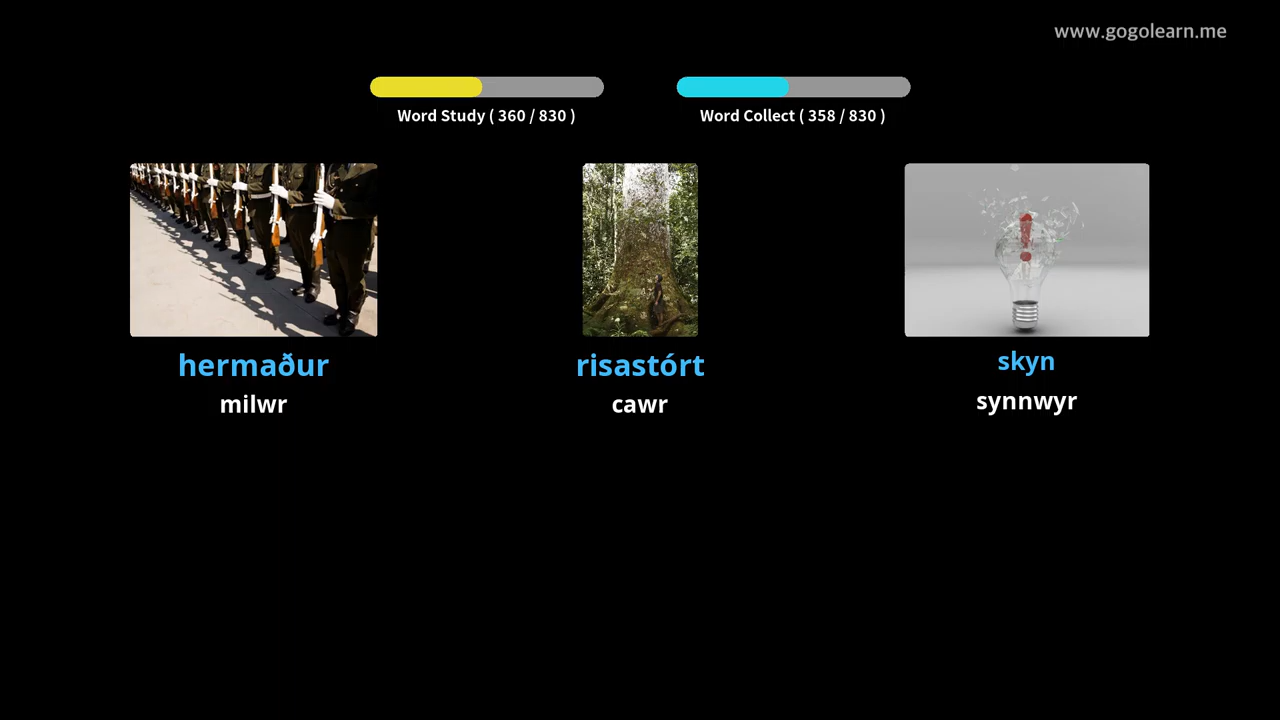 www.gogolearn.me
Word Study ( 360 / 830 )
Word Collect ( 358 / 830 )
hermaður
milwr
risastórt
cawr
skyn
synnwyr